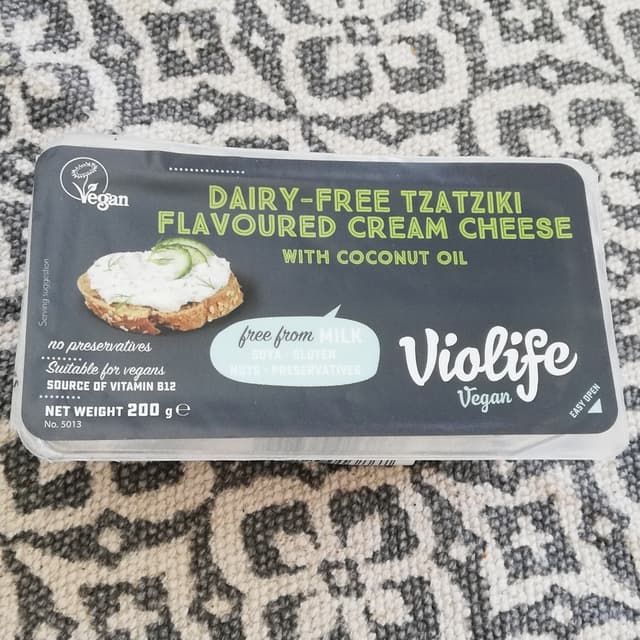 Vegan
DAIRY-FREE TZATZIKI
FLAVOURED CREAM CHEESE
WITH COCONUT OIL
Serving suggestion
free from MILK
SOYA · GLUTEN
NUTS · PRESERVATIVES
no preservatives
Suitable for vegans
SOURCE OF VITAMIN B12
NET WEIGHT 200 g ℮
No. 5013
Violife
Vegan
EASY OPEN